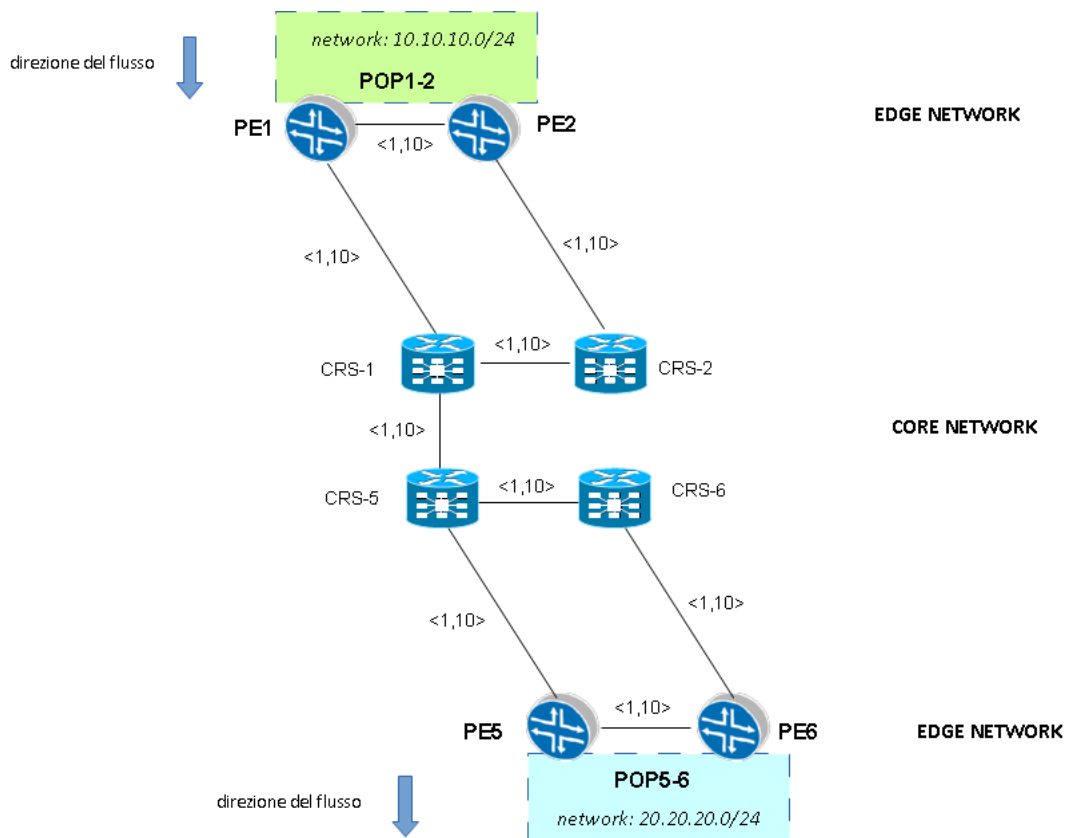 network: 10.10.10.0/24
direzione del flusso
POP1-2
PE1
PE2
EDGE NETWORK
<1,10>
<1,10>
<1,10>
<1,10>
CRS-1
CRS-2
<1,10>
CORE NETWORK
CRS-5
<1,10>
CRS-6
<1,10>
<1,10>
<1,10>
PE5
PE6
EDGE NETWORK
POP5-6
direzione del flusso
network: 20.20.20.0/24